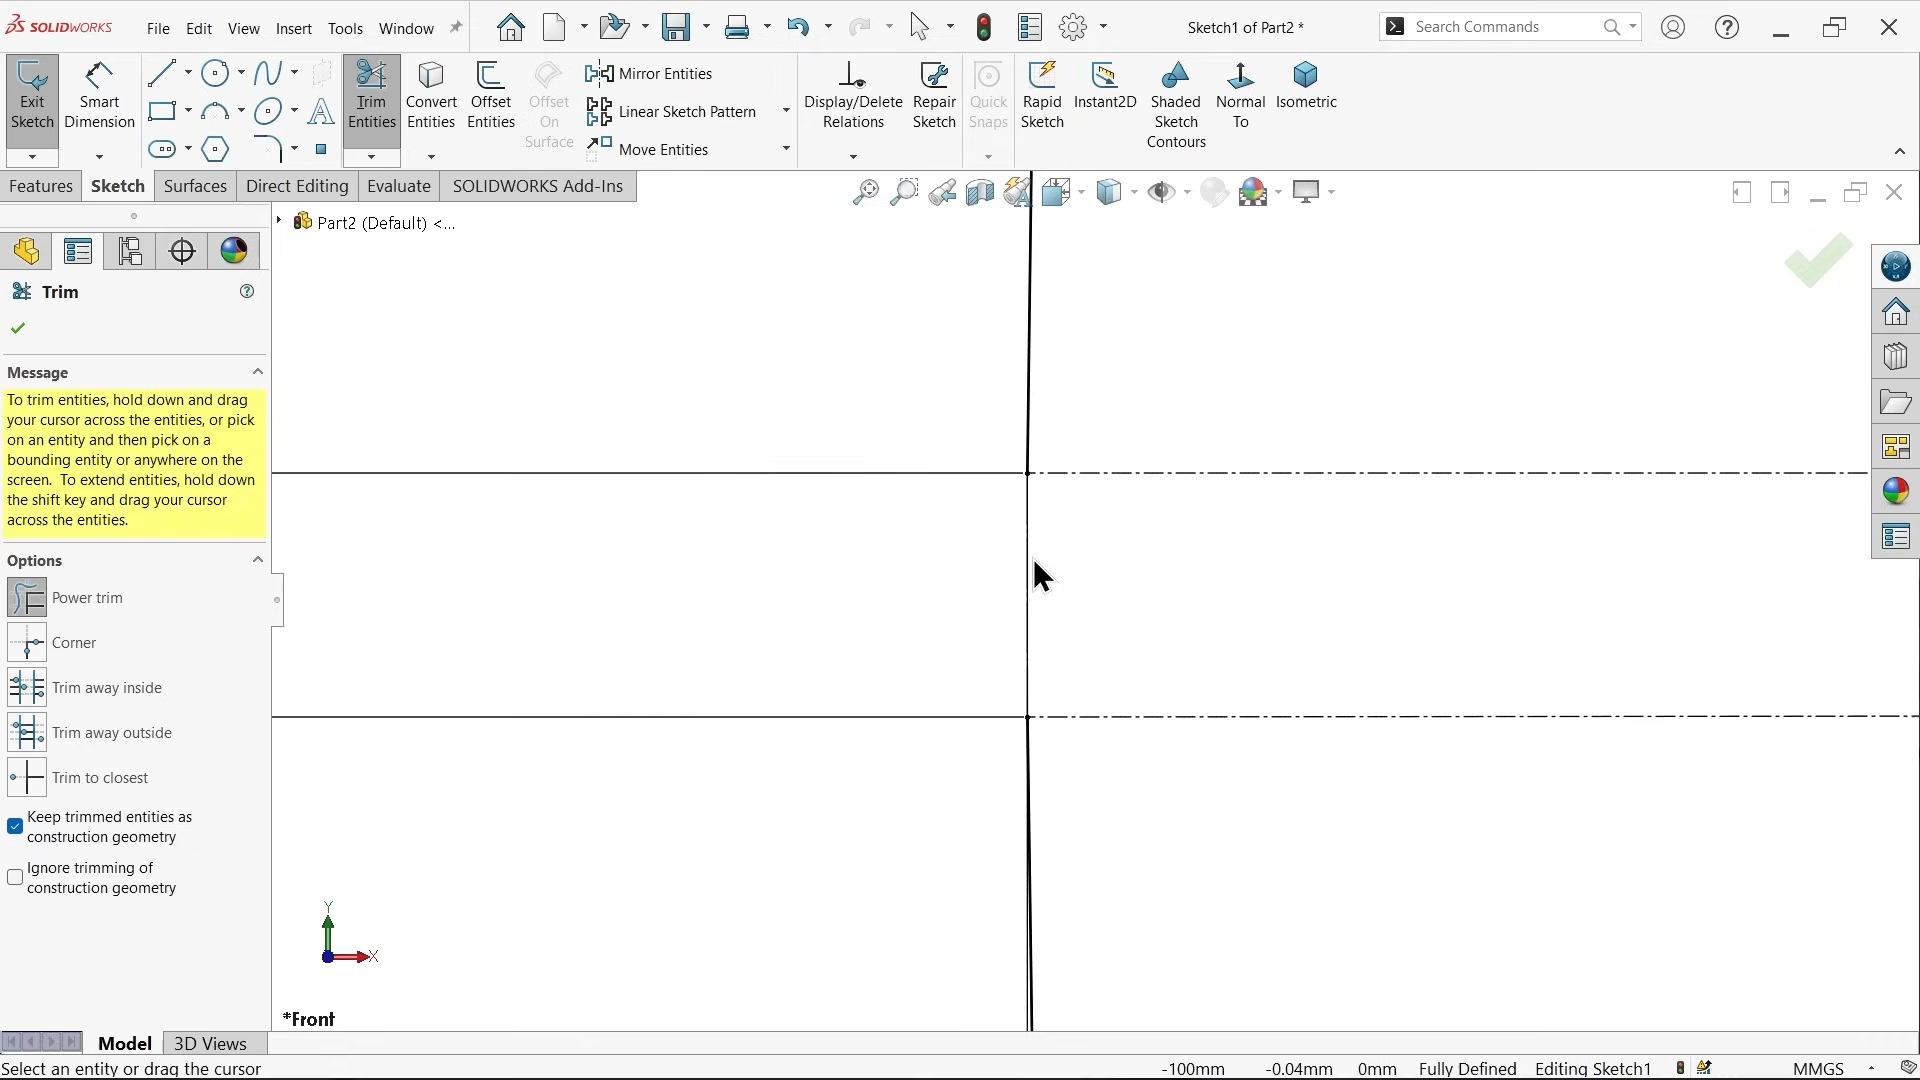 SOLIDWORKS File Edit View Insert Tools Window Sketch1 of Part2 * Search Commands
Exit Sketch
Smart Dimension
Trim Entities
Convert Entities
Offset Entities
Offset On Surface
Mirror Entities
Linear Sketch Pattern
Move Entities
Display/Delete Relations
Repair Sketch
Quick Snaps
Rapid Sketch
Instant2D
Shaded Sketch Contours
Normal To
Isometric
Features Sketch Surfaces Direct Editing Evaluate SOLIDWORKS Add-Ins
Part2 (Default) <...
Trim
Message
To trim entities, hold down and drag
your cursor across the entities, or pick
on an entity and then pick on a
bounding entity or anywhere on the
screen.  To extend entities, hold down
the shift key and drag your cursor
across the entities.
Options
Power trim
Corner
Trim away inside
Trim away outside
Trim to closest
Keep trimmed entities as
construction geometry
Ignore trimming of
construction geometry
Y
X
*Front
Model 3D Views
Select an entity or drag the cursor -100mm -0.04mm 0mm Fully Defined Editing Sketch1 MMGS